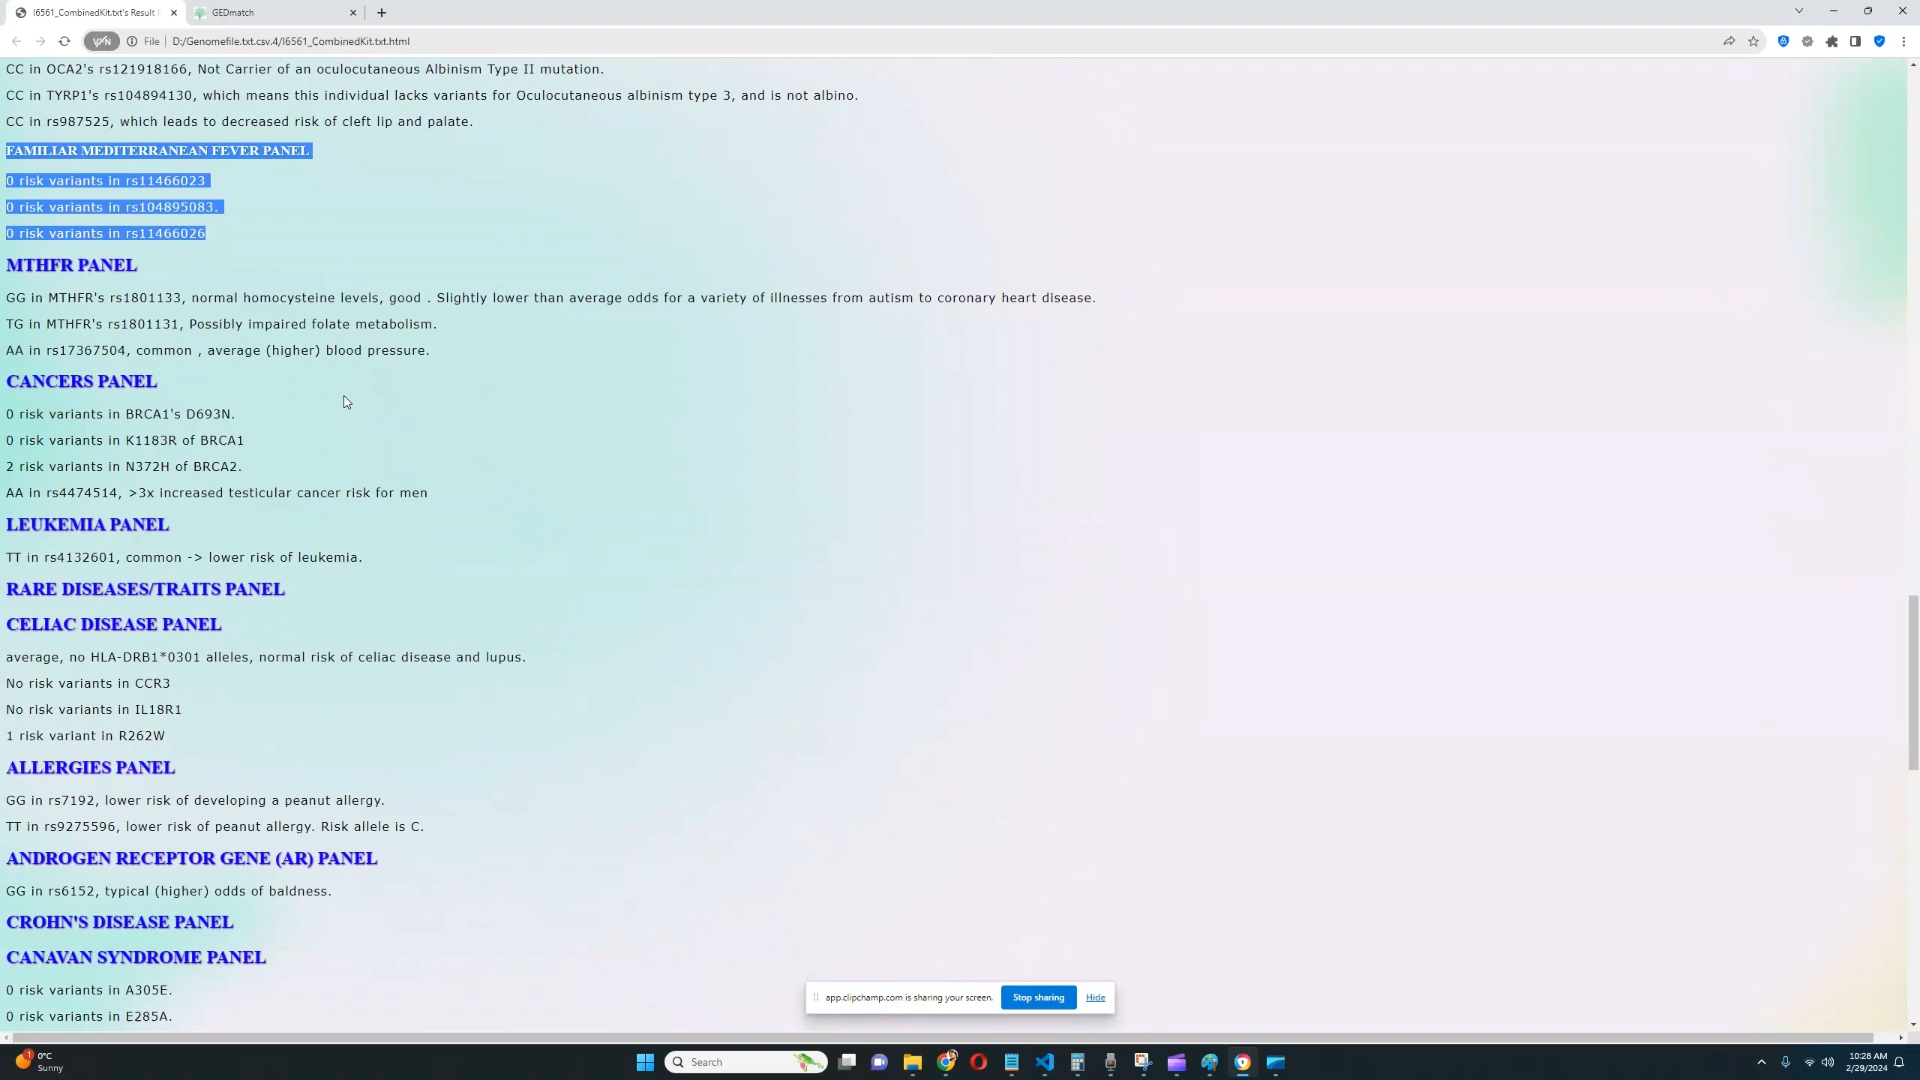 I6561_CombinedKit.txt's Result
GEDmatch
File
D:/Genomefile.txt.csv.4/I6561_CombinedKit.txt.html
CC in OCA2's rs121918166, Not Carrier of an oculocutaneous Albinism Type II mutation.
CC in TYRP1's rs104894130, which means this individual lacks variants for Oculocutaneous albinism type 3, and is not albino.
CC in rs987525, which leads to decreased risk of cleft lip and palate.
FAMILIAR MEDITERRANEAN FEVER PANEL
0 risk variants in rs11466023
0 risk variants in rs104895083.
0 risk variants in rs11466026
MTHFR PANEL
GG in MTHFR's rs1801133, normal homocysteine levels, good . Slightly lower than average odds for a variety of illnesses from autism to coronary heart disease.
TG in MTHFR's rs1801131, Possibly impaired folate metabolism.
AA in rs17367504, common , average (higher) blood pressure.
CANCERS PANEL
0 risk variants in BRCA1's D693N.
0 risk variants in K1183R of BRCA1
2 risk variants in N372H of BRCA2.
AA in rs4474514, >3x increased testicular cancer risk for men
LEUKEMIA PANEL
TT in rs4132601, common -> lower risk of leukemia.
RARE DISEASES/TRAITS PANEL
CELIAC DISEASE PANEL
average, no HLA-DRB1*0301 alleles, normal risk of celiac disease and lupus.
No risk variants in CCR3
No risk variants in IL18R1
1 risk variant in R262W
ALLERGIES PANEL
GG in rs7192, lower risk of developing a peanut allergy.
TT in rs9275596, lower risk of peanut allergy. Risk allele is C.
ANDROGEN RECEPTOR GENE (AR) PANEL
GG in rs6152, typical (higher) odds of baldness.
CROHN'S DISEASE PANEL
CANAVAN SYNDROME PANEL
0 risk variants in A305E.
0 risk variants in E285A.
app.clipchamp.com is sharing your screen.
Stop sharing
Hide
1
0°C
Sunny
Search
10:28 AM
2/29/2024